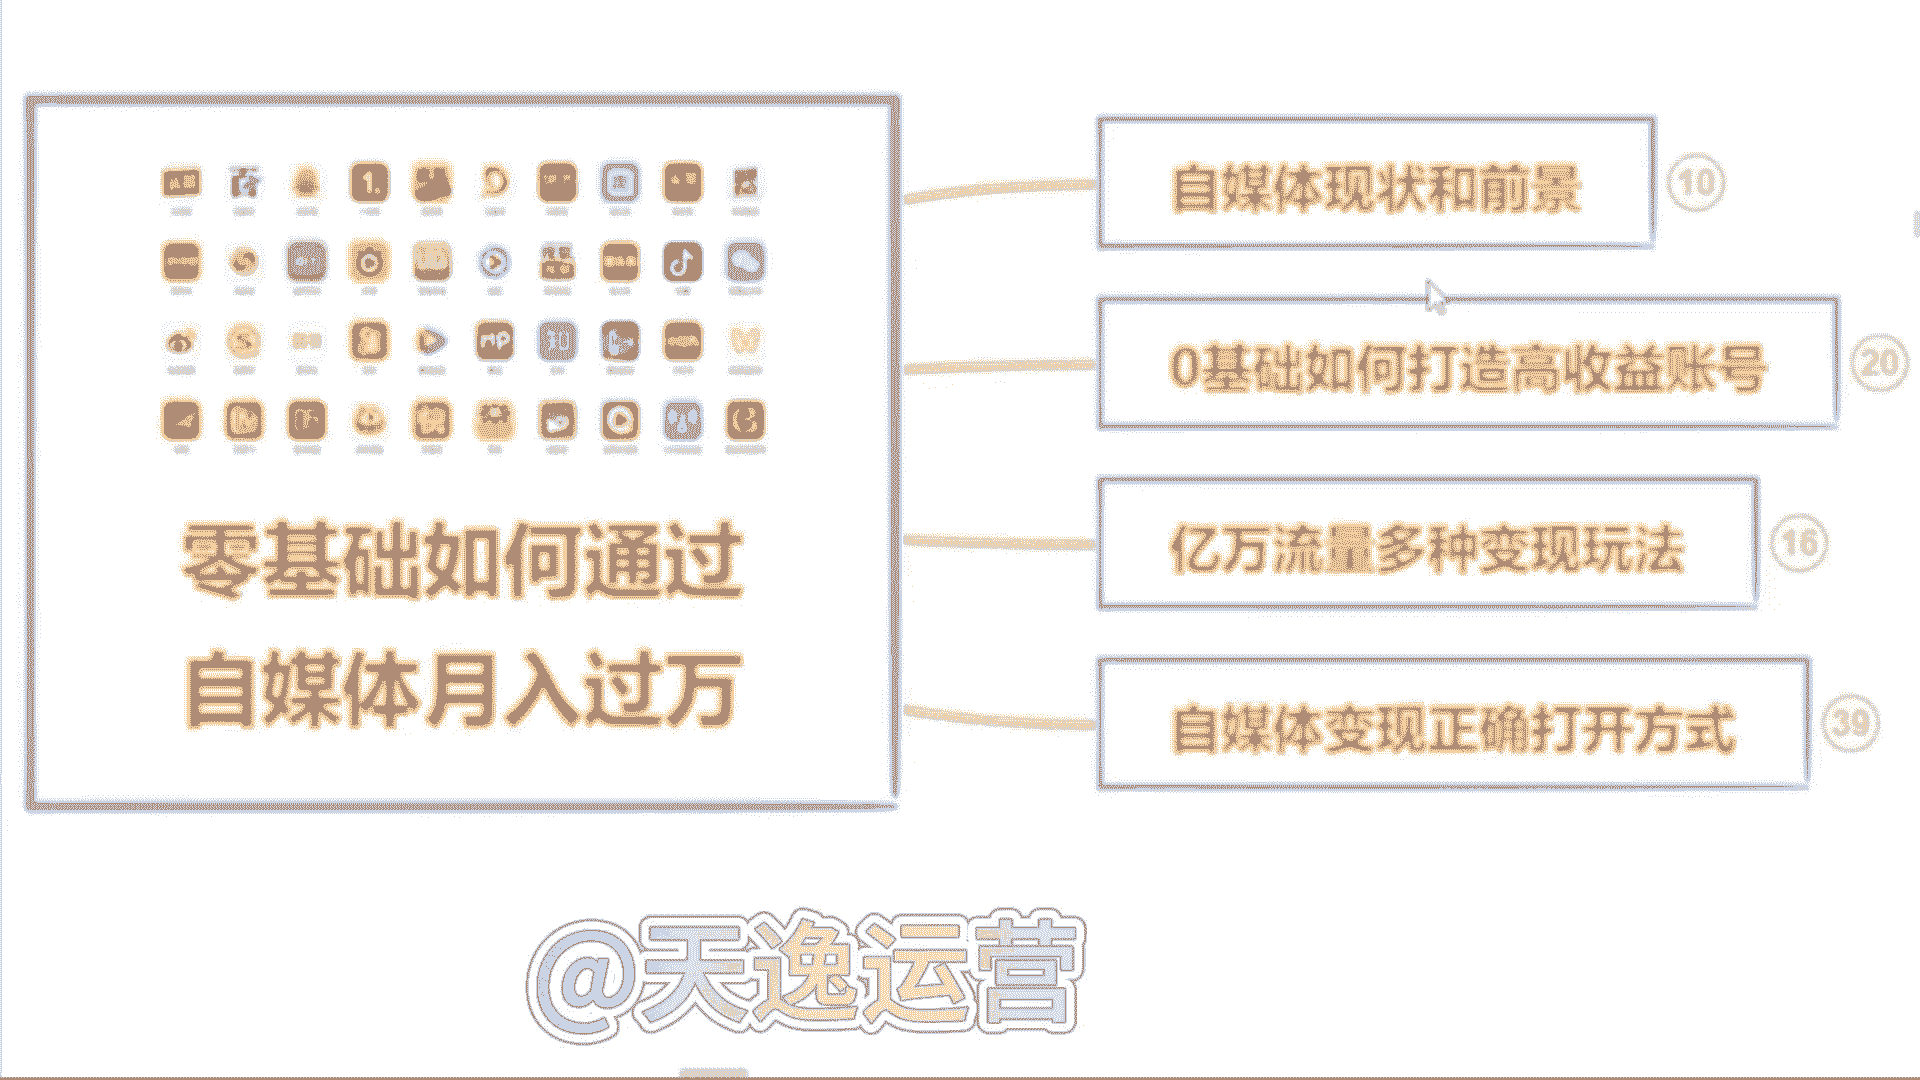 零基础如何通过
自媒体月入过万
自媒体现状和前景
10
0基础如何打造高收益账号
20
亿万流量多种变现玩法
16
自媒体变现正确打开方式
39
@天逸运营